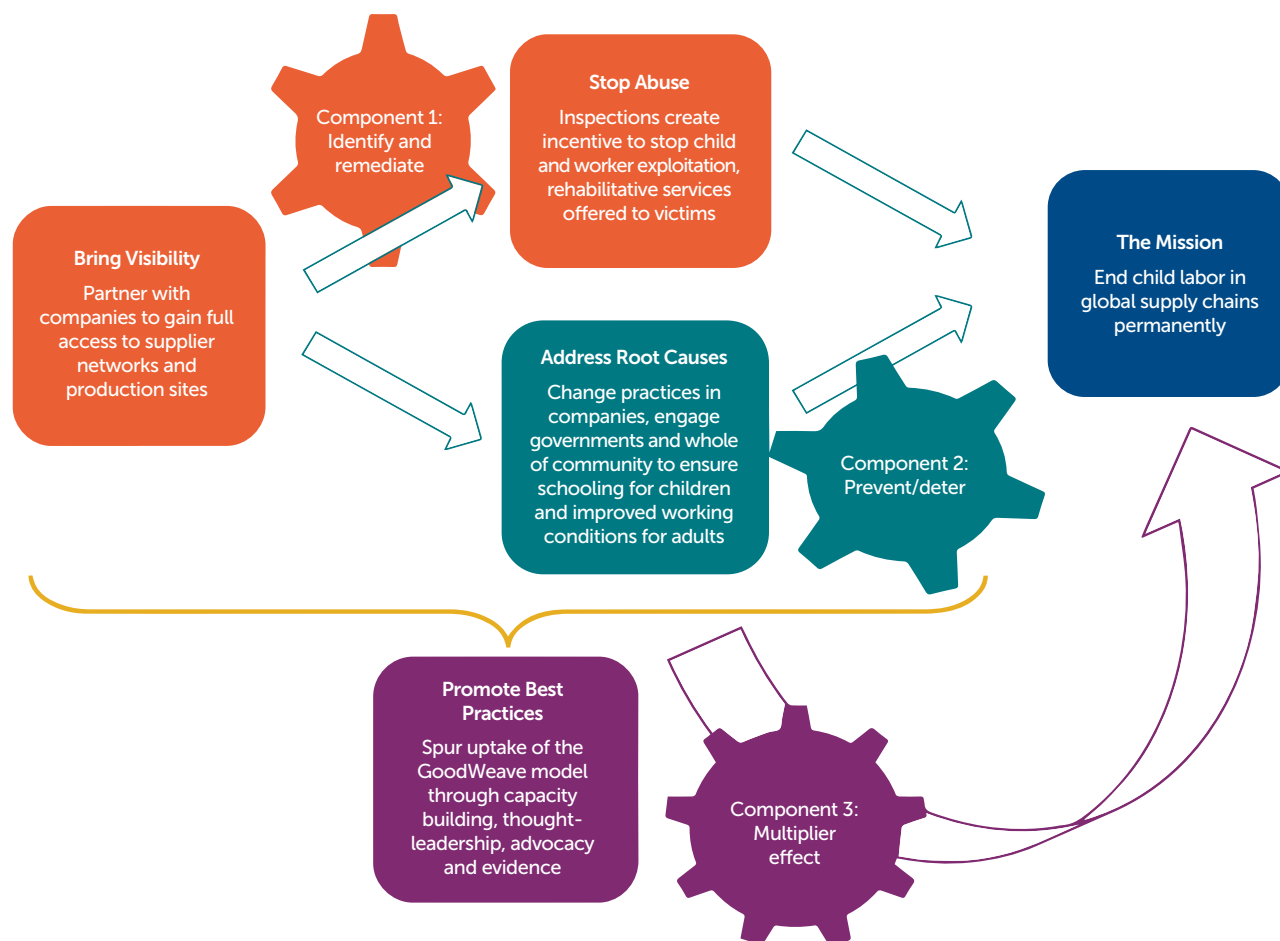 Component 1:
Identify and
remediate
Stop Abuse
Inspections create
incentive to stop child
and worker exploitation,
rehabilitative services
offered to victims
Bring Visibility
Partner with
companies to gain full
access to supplier
networks and
production sites
The Mission
End child labor in
global supply chains
permanently
Address Root Causes
Change practices in
companies, engage
governments and whole
of community to ensure
schooling for children
and improved working
conditions for adults
Component 2:
Prevent/deter
Promote Best
Practices
Spur uptake of the
GoodWeave model
through capacity
building, thought-
leadership, advocacy
and evidence
Component 3:
Multiplier
effect